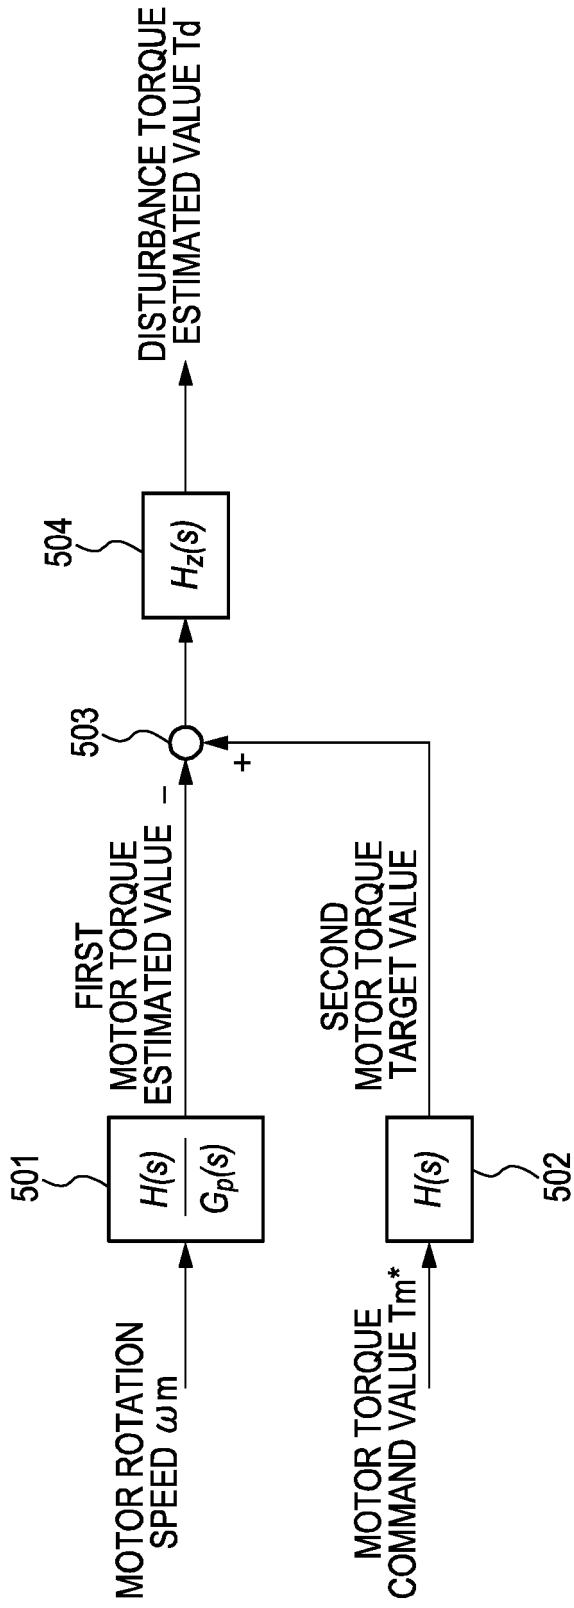 MOTOR ROTATION
SPEED ωm
501
H(s)
Gp(s)
FIRST
MOTOR TORQUE
ESTIMATED VALUE
−
503
504
Hz(s)
DISTURBANCE TORQUE
ESTIMATED VALUE Td
MOTOR TORQUE
COMMAND VALUE Tm*
H(s)
502
SECOND
MOTOR TORQUE
TARGET VALUE
+